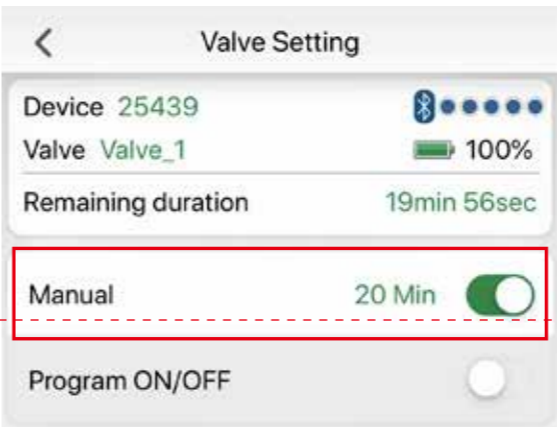 Valve Setting
Device 25439
Valve Valve_1 100%
Remaining duration 19min 56sec
Manual 20 Min
Program ON/OFF